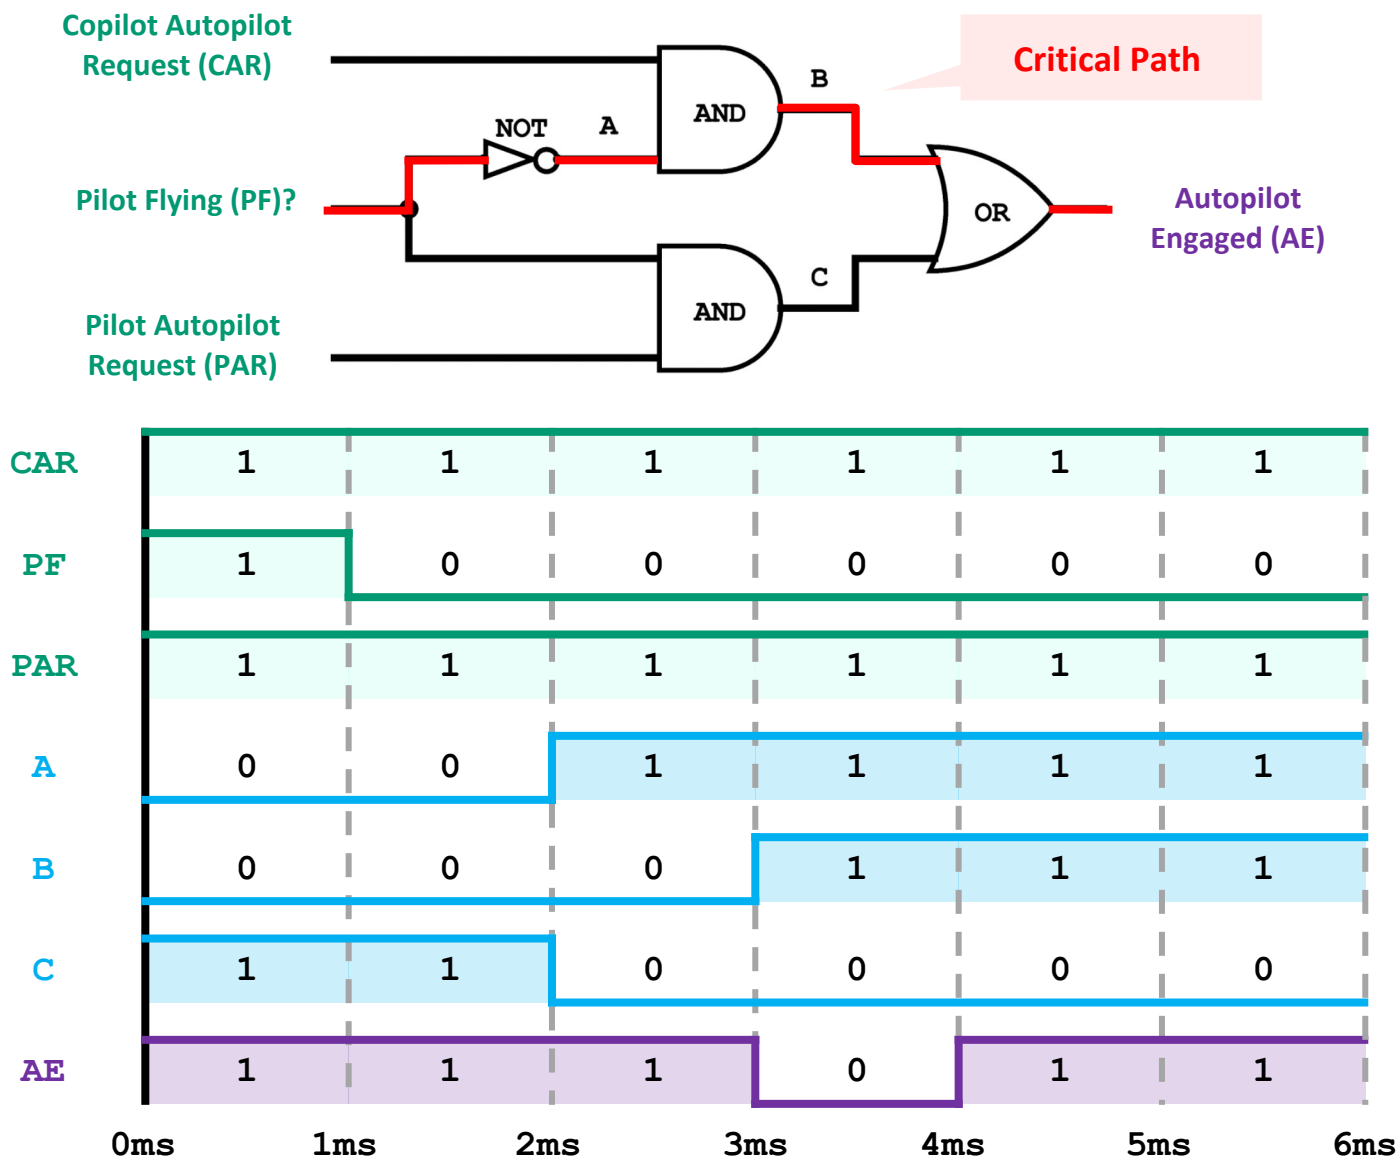 Copilot Autopilot
Request (CAR)
Critical Path
B
AND
NOT
A
Pilot Flying (PF)?
OR
Autopilot
Engaged (AE)
C
AND
Pilot Autopilot
Request (PAR)
CAR 1 1 1 1 1 1
PF 1 0 0 0 0 0
PAR 1 1 1 1 1 1
A 0 0 1 1 1 1
B 0 0 0 1 1 1
C 1 1 0 0 0 0
AE 1 1 1 0 1 1
0ms 1ms 2ms 3ms 4ms 5ms 6ms